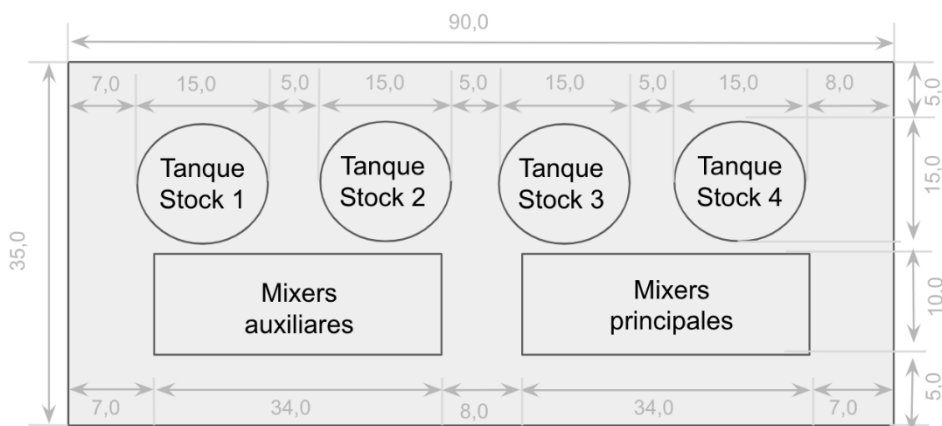 90,0
7,0 15,0 5,0 15,0 5,0 15,0 5,0 15,0 8,0
5,0
Tanque
Stock 1
Tanque
Stock 2
Tanque
Stock 3
Tanque
Stock 4
15,0
35,0
Mixers
auxiliares
Mixers
principales
10.0
5,0
7,0 34,0 8,0 34,0 7,0